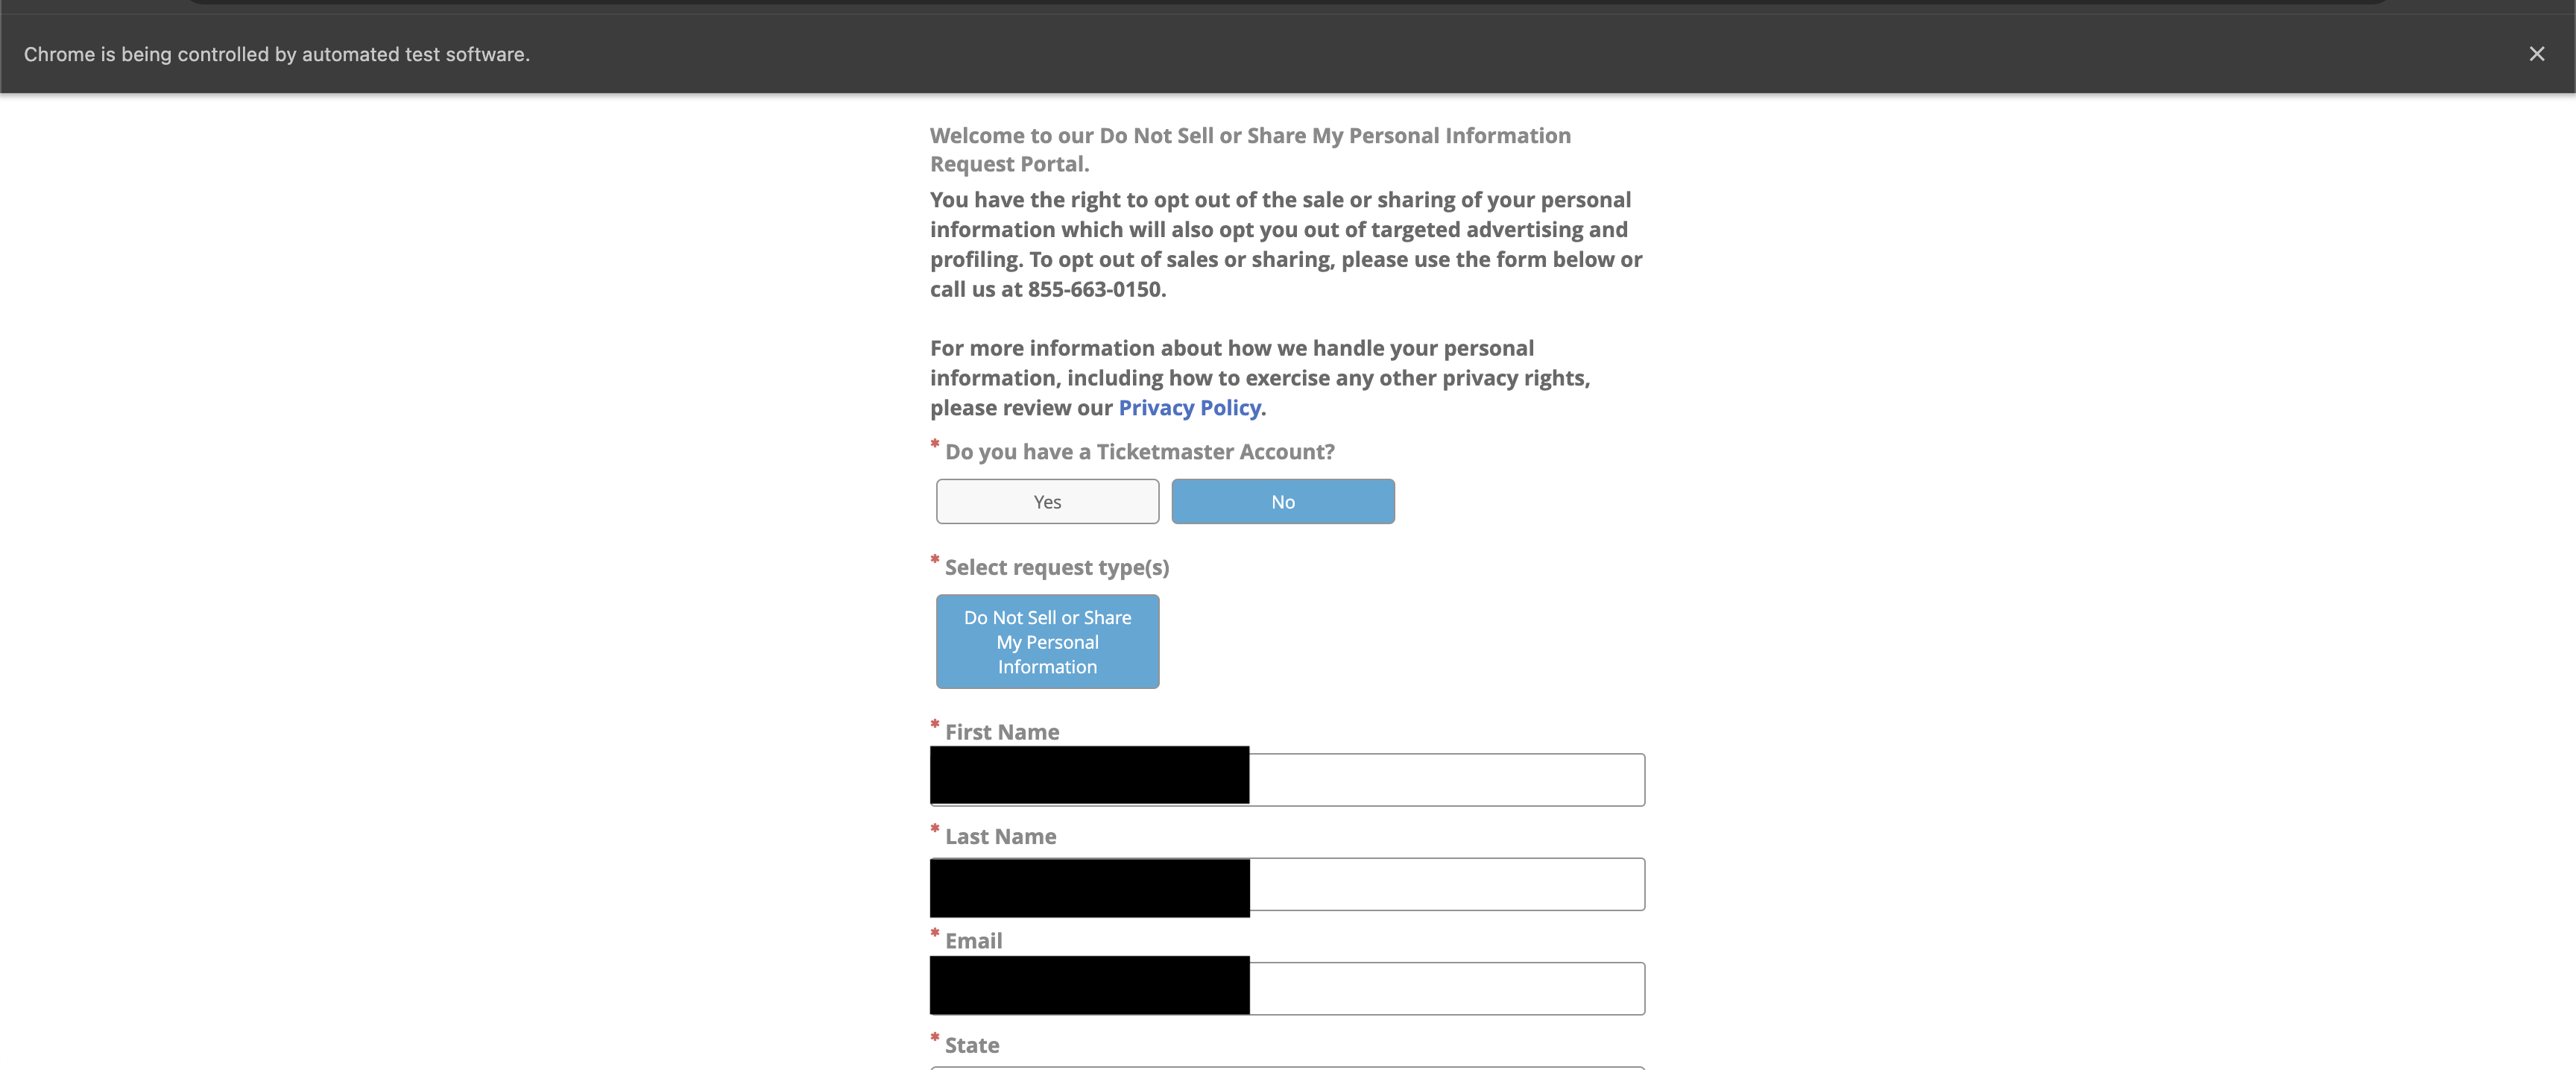 Chrome is being controlled by automated test software.
Welcome to our Do Not Sell or Share My Personal Information
Request Portal.
You have the right to opt out of the sale or sharing of your personal
information which will also opt you out of targeted advertising and
profiling. To opt out of sales or sharing, please use the form below or
call us at 855-663-0150.
For more information about how we handle your personal
information, including how to exercise any other privacy rights,
please review our Privacy Policy.
* Do you have a Ticketmaster Account?
Yes No
* Select request type(s)
Do Not Sell or Share
My Personal
Information
* First Name
* Last Name
* Email
* State